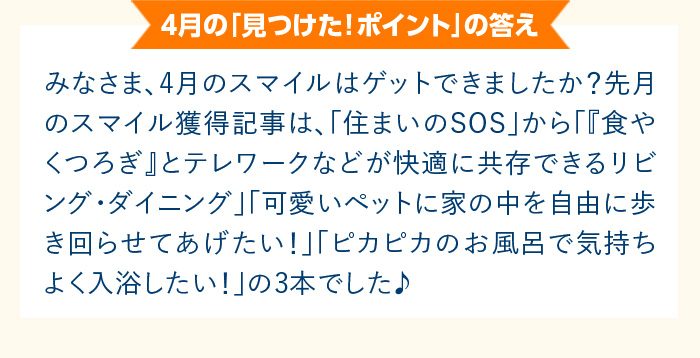 4月の「見つけた!ポイント」の答え
みなさま、4月のスマイルはゲットできましたか?先月
のスマイル獲得記事は、「住まいのSOS」から「『食や
くつろぎ』とテレワークなどが快適に共存できるリビ
ング・ダイニング」「可愛いペットに家の中を自由に歩
き回らせてあげたい!」「ピカピカのお風呂で気持ち
よく入浴したい!」の3本でした♪